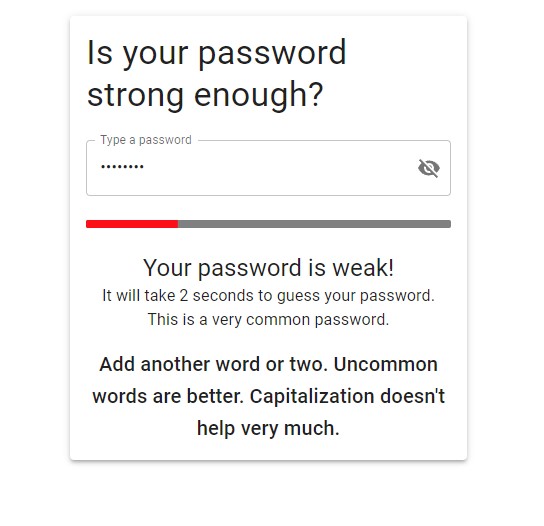 Is your password
strong enough?
Type a password
••••••••
Your password is weak!
It will take 2 seconds to guess your password.
This is a very common password.
Add another word or two. Uncommon
words are better. Capitalization doesn't
help very much.